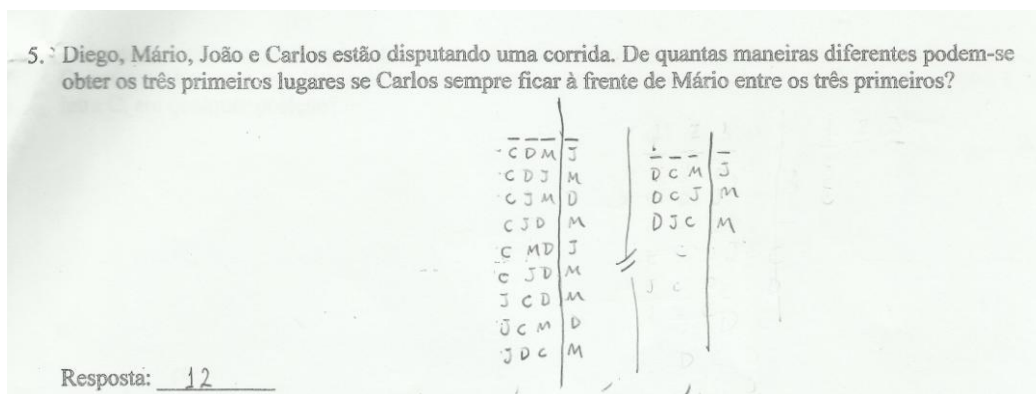 5. Diego, Mário, João e Carlos estão disputando uma corrida. De quantas maneiras diferentes podem-se
obter os três primeiros lugares se Carlos sempre ficar à frente de Mário entre os três primeiros?
C D M J
C D J M
C J M D
C J D M
C M D J
C J D M
J C D M
J C M D
J D C M
D C M J
D C J M
D J C M
Resposta: 12